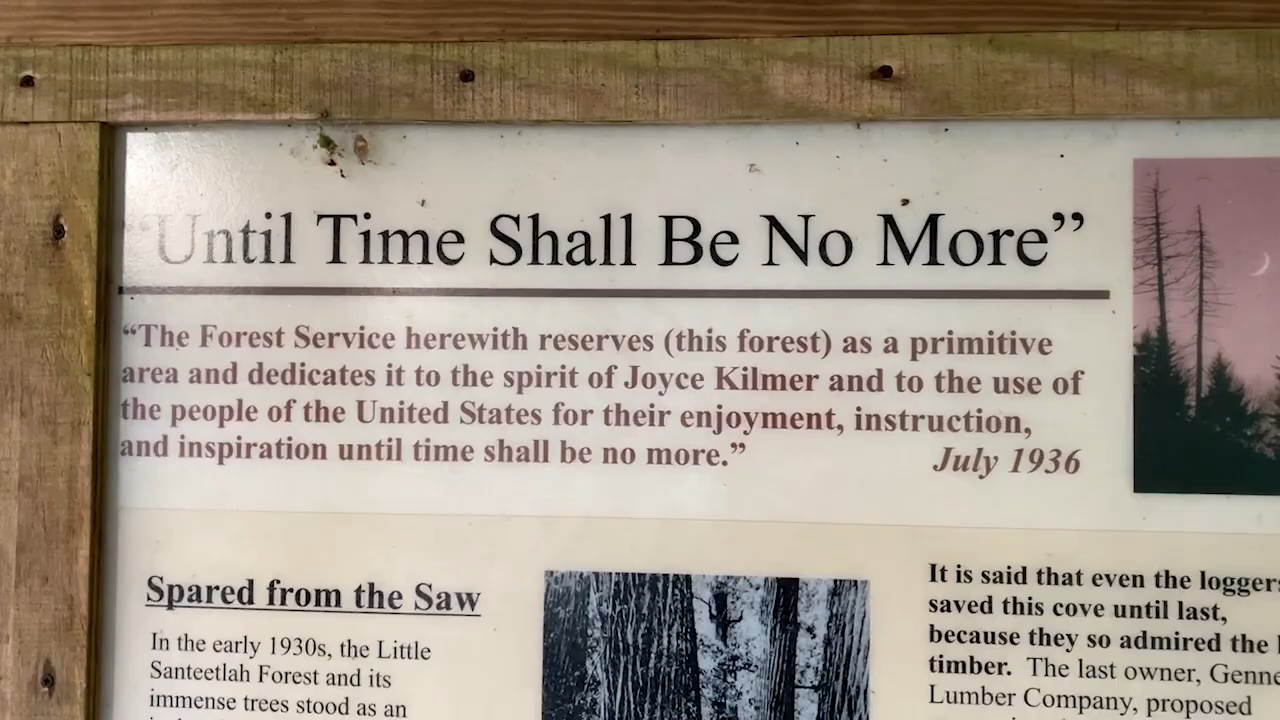 “Until Time Shall Be No More”
“The Forest Service herewith reserves (this forest) as a primitive
area and dedicates it to the spirit of Joyce Kilmer and to the use of
the people of the United States for their enjoyment, instruction,
and inspiration until time shall be no more.”
July 1936
Spared from the Saw
In the early 1930s, the Little
Santeetlah Forest and its
immense trees stood as an
It is said that even the loggers
saved this cove until last,
because they so admired the
timber. The last owner,
Lumber Company, proposed